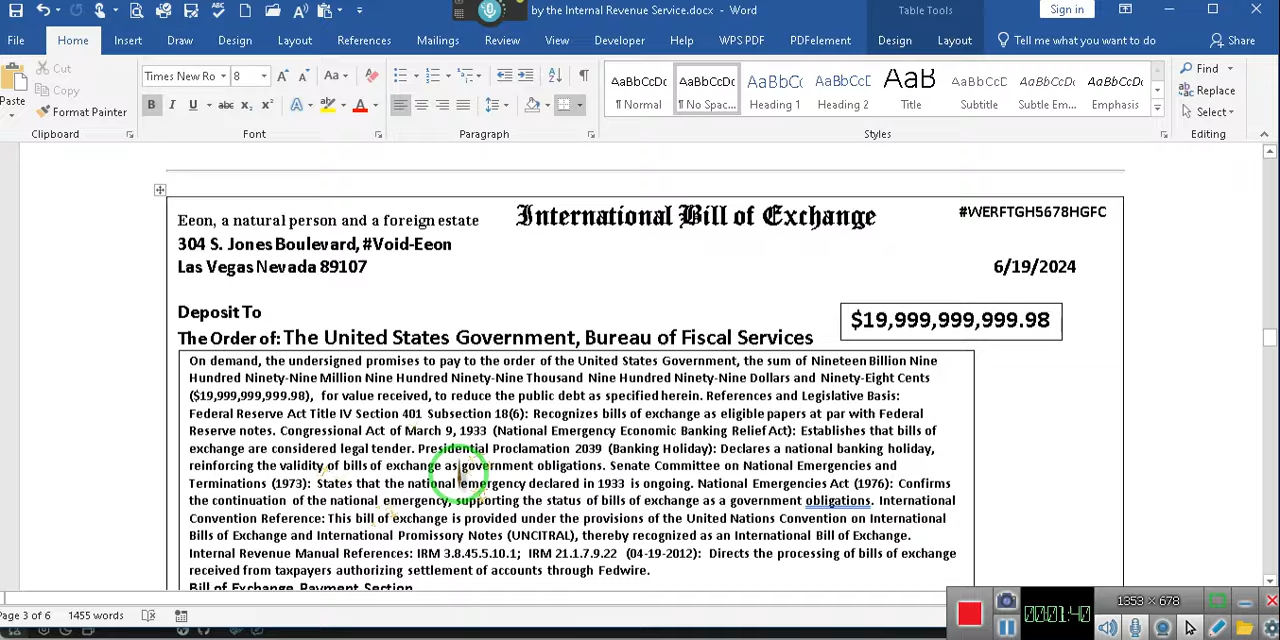 by the Internal Revenue Service.docx - Word
Table Tools
Sign in
File Home Insert Draw Design Layout References Mailings Review View Developer Help WPS PDF PDFelement Design Layout Tell me what you want to do Share
Cut
Copy
Format Painter
Paste
Times New Ro 8
AaBbCcDc AaBbCcDc AaBbCc AaBbCcD AaB AaBbCcD AaBbCcDc AaBbCcDc
¶ Normal ¶ No Spac... Heading 1 Heading 2 Title Subtitle Subtle Em... Emphasis
Find
Replace
Select
Clipboard Font Paragraph Styles Editing
Eeon, a natural person and a foreign estate
International Bill of Exchange
#WERFTGH5678HGFC
304 S. Jones Boulevard, #Void-Eeon
Las Vegas Nevada 89107
6/19/2024
Deposit To
The Order of: The United States Government, Bureau of Fiscal Services
$19,999,999,999.98
On demand, the undersigned promises to pay to the order of the United States Government, the sum of Nineteen Billion Nine
Hundred Ninety-Nine Million Nine Hundred Ninety-Nine Thousand Nine Hundred Ninety-Nine Dollars and Ninety-Eight Cents
($19,999,999,999.98), for value received, to reduce the public debt as specified herein. References and Legislative Basis:
Federal Reserve Act Title IV Section 401 Subsection 18(6): Recognizes bills of exchange as eligible papers at par with Federal
Reserve notes. Congressional Act of March 9, 1933 (National Emergency Economic Banking Relief Act): Establishes that bills of
exchange are considered legal tender. Presidential Proclamation 2039 (Banking Holiday): Declares a national banking holiday,
reinforcing the validity of bills of exchange as government obligations. Senate Committee on National Emergencies and
Terminations (1973): States that the national emergency declared in 1933 is ongoing. National Emergencies Act (1976): Confirms
the continuation of the national emergency, supporting the status of bills of exchange as a government obligations. International
Convention Reference: This bill of exchange is provided under the provisions of the United Nations Convention on International
Bills of Exchange and International Promissory Notes (UNCITRAL), thereby recognized as an International Bill of Exchange.
Internal Revenue Manual References: IRM 3.8.45.5.10.1; IRM 21.1.7.9.22 (04-19-2012): Directs the processing of bills of exchange
received from taxpayers authorizing settlement of accounts through Fedwire.
Bill of Exchange Payment Section
Page 3 of 6 1455 words
1353 × 678
0001:40